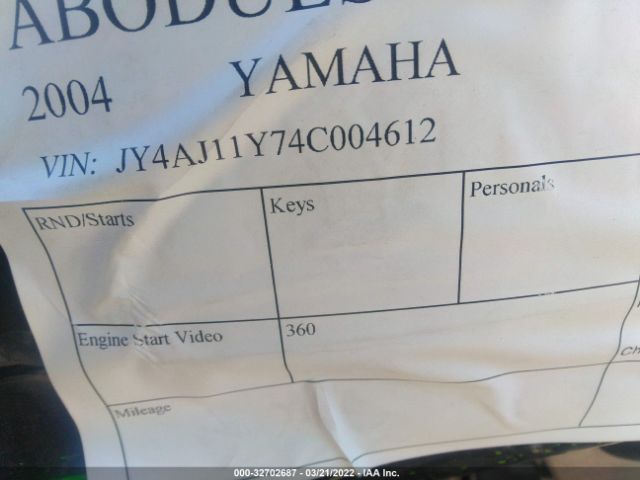 2004 YAMAHA
VIN: JY4AJ11Y74C004612
RND/Starts Keys Personals
Engine Start Video 360
Mileage
000-32702687 - 03/21/2022 - IAA Inc.